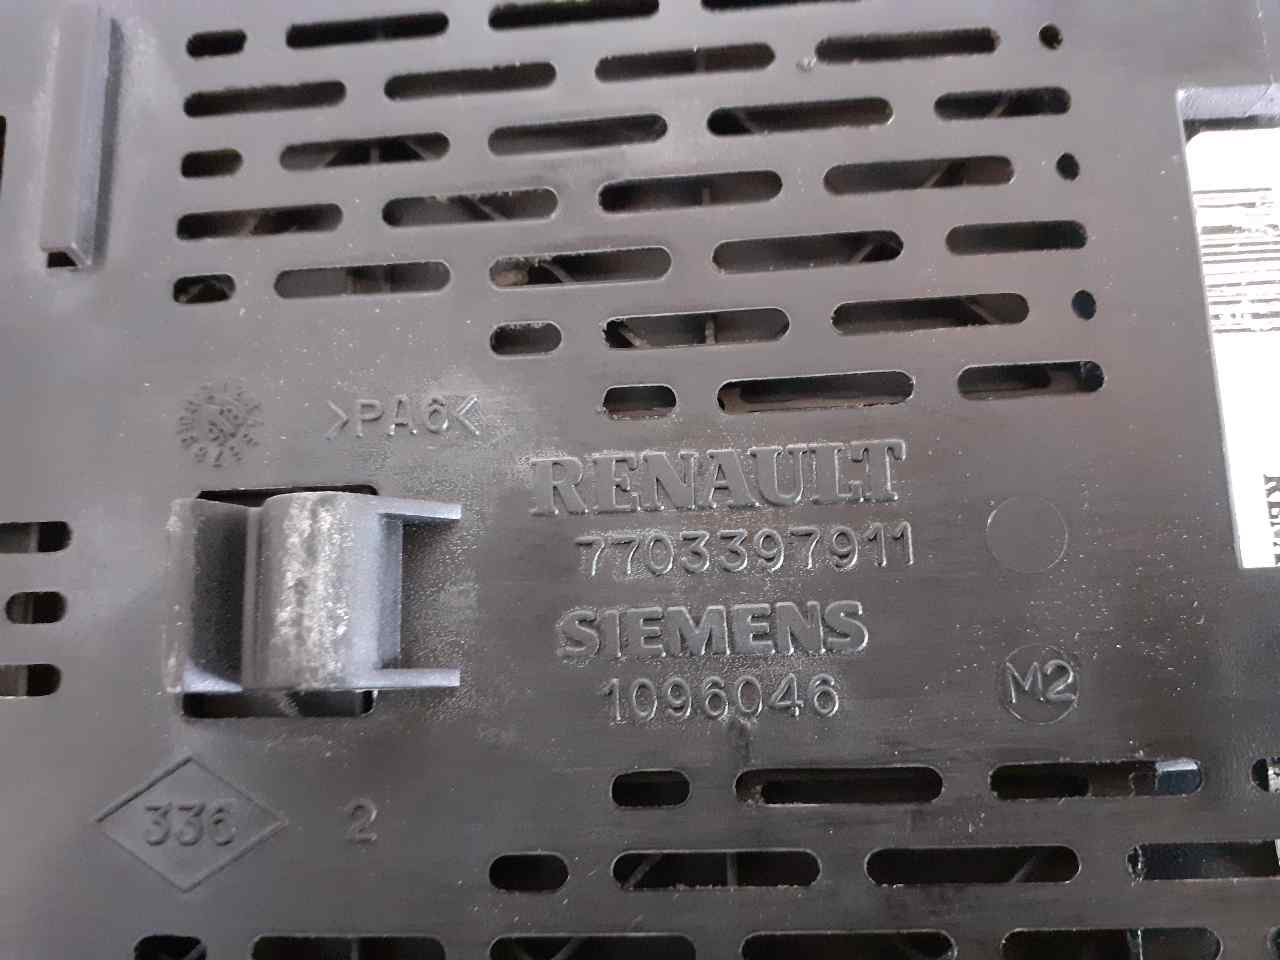 >PA6<
RENAULT
7703397911
SIEMENS
1096046
M2
336
2